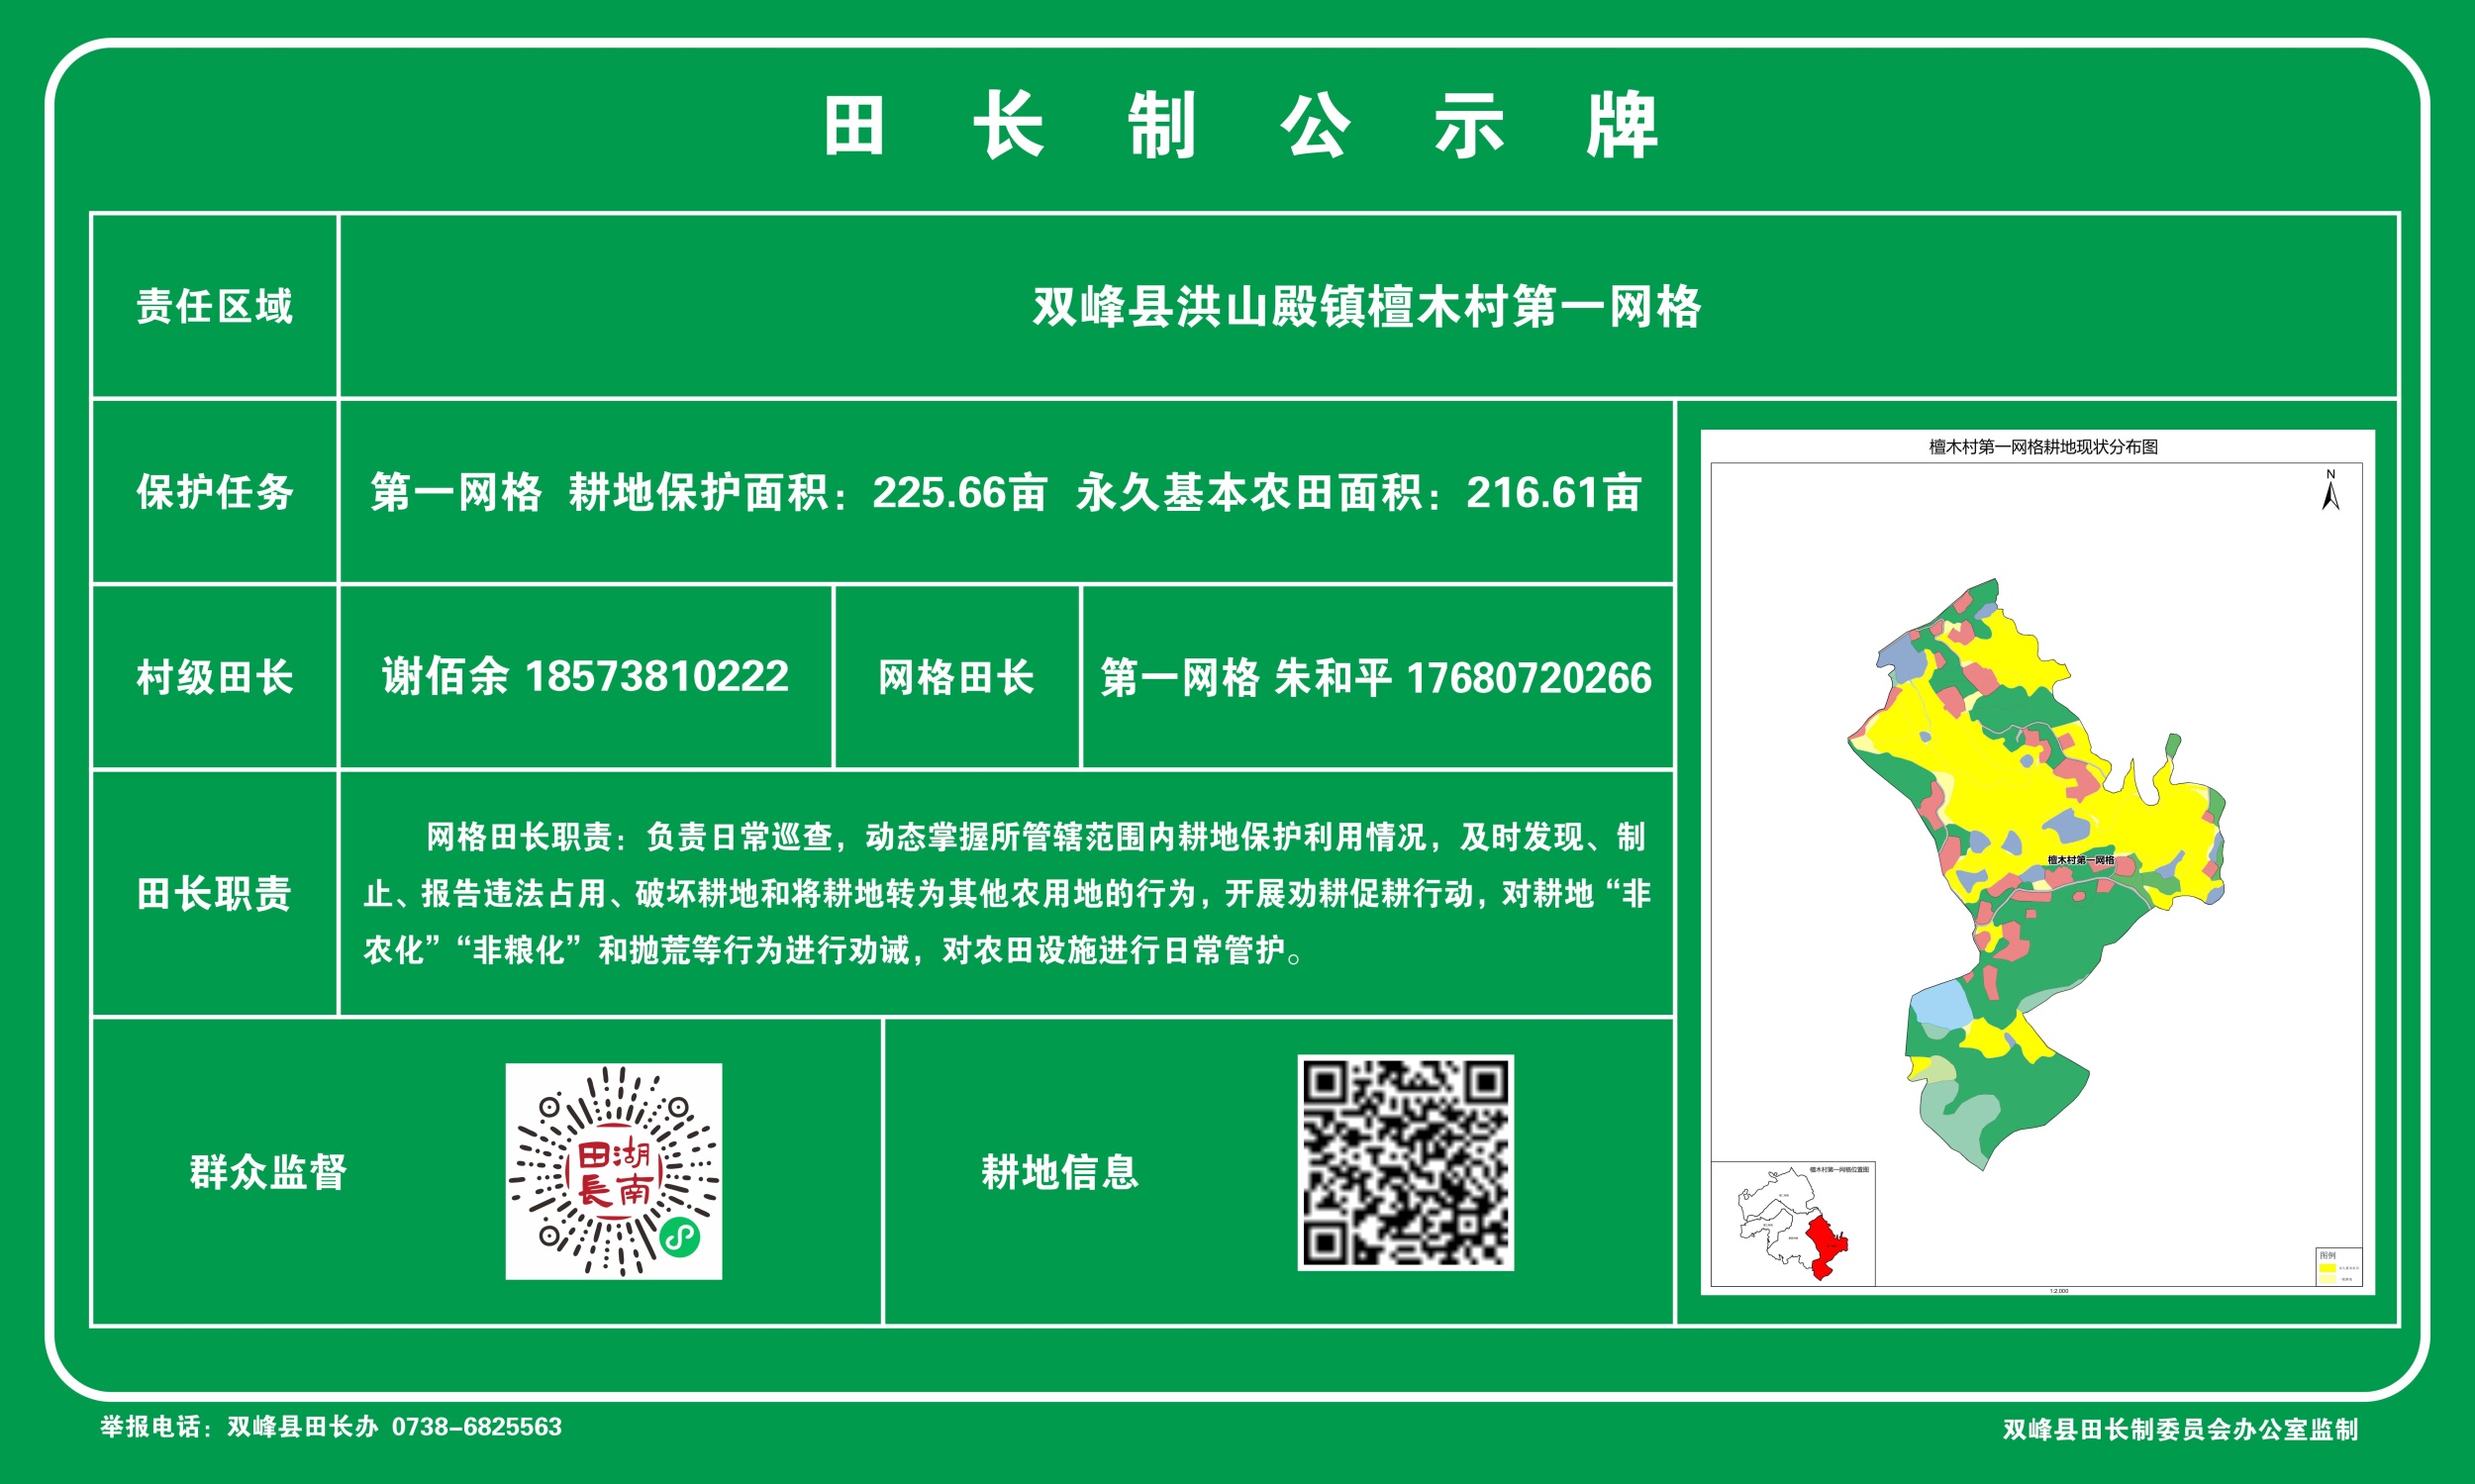 田长制公示牌
责任区域
双峰县洪山殿镇檀木村第一网格
保护任务
第一网格 耕地保护面积：225.66亩 永久基本农田面积：216.61亩
村级田长
谢佰余 18573810222
网格田长
第一网格 朱和平 17680720266
田长职责
网格田长职责：负责日常巡查，动态掌握所管辖范围内耕地保护利用情况，及时发现、制
止、报告违法占用、破坏耕地和将耕地转为其他农用地的行为，开展劝耕促耕行动，对耕地“非
农化”“非粮化”和抛荒等行为进行劝诫，对农田设施进行日常管护。
群众监督
湖南
田長
耕地信息
檀木村第一网格耕地现状分布图
N
檀木村第一网格
檀木村第一网格位置图
图例
1:2,000
举报电话：双峰县田长办 0738-6825563
双峰县田长制委员会办公室监制